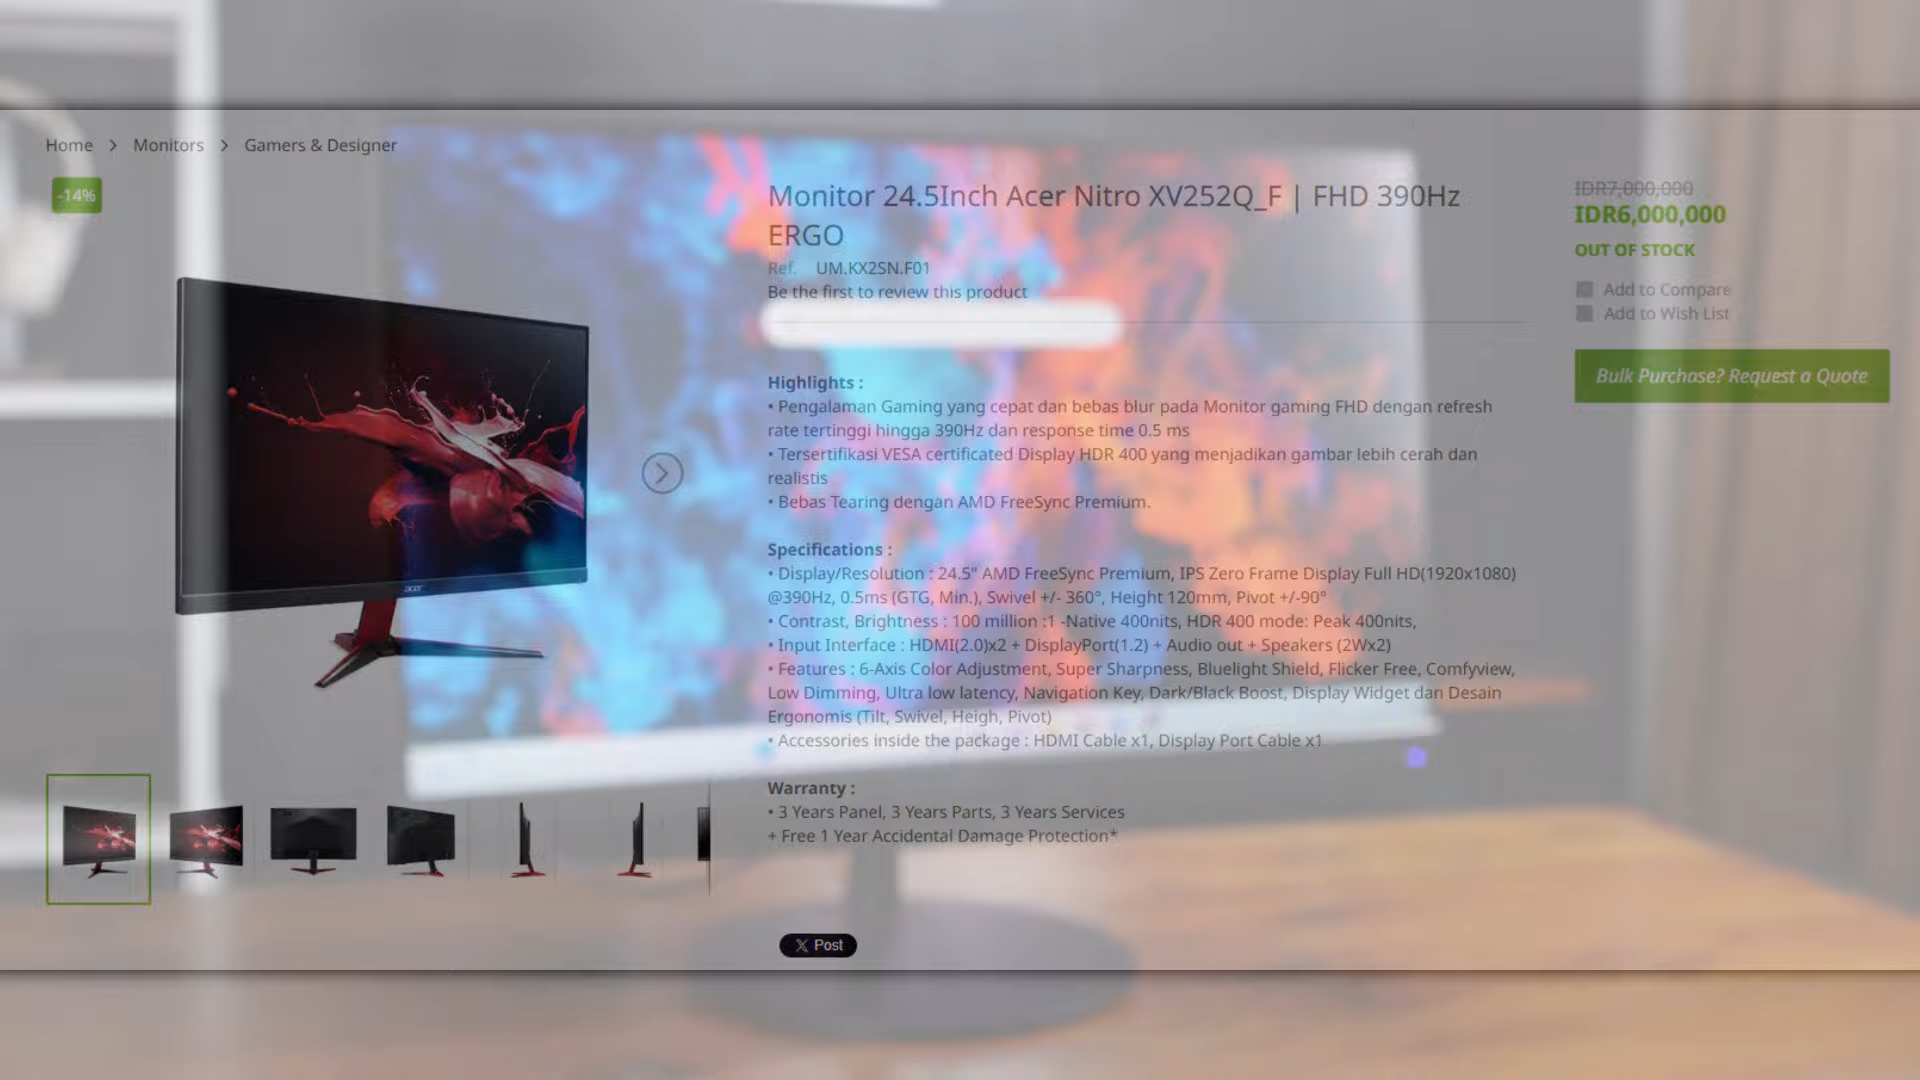 Home > Monitors > Gamers & Designer
-14%
Monitor 24.5Inch Acer Nitro XV252Q_F | FHD 390Hz
ERGO
Ref. UM.KX2SN.F01
Be the first to review this product
IDR7,000,000
IDR6,000,000
OUT OF STOCK
Add to Compare
Add to Wish List
Bulk Purchase? Request a Quote
Highlights :
• Pengalaman Gaming yang cepat dan bebas blur pada Monitor gaming FHD dengan refresh
rate tertinggi hingga 390Hz dan response time 0.5 ms
• Tersertifikasi VESA certificated Display HDR 400 yang menjadikan gambar lebih cerah dan
realistis
• Bebas Tearing dengan AMD FreeSync Premium.
Specifications :
• Display/Resolution : 24.5" AMD FreeSync Premium, IPS Zero Frame Display Full HD(1920x1080)
@390Hz, 0.5ms (GTG, Min.), Swivel +/- 360°, Height 120mm, Pivot +/-90°
• Contrast, Brightness : 100 million :1 -Native 400nits, HDR 400 mode: Peak 400nits,
• Input Interface : HDMI(2.0)x2 + DisplayPort(1.2) + Audio out + Speakers (2Wx2)
• Features : 6-Axis Color Adjustment, Super Sharpness, Bluelight Shield, Flicker Free, Comfyview,
Low Dimming, Ultra low latency, Navigation Key, Dark/Black Boost, Display Widget dan Desain
Ergonomis (Tilt, Swivel, Heigh, Pivot)
• Accessories inside the package : HDMI Cable x1, Display Port Cable x1
Warranty :
• 3 Years Panel, 3 Years Parts, 3 Years Services
+ Free 1 Year Accidental Damage Protection*
acer
X Post